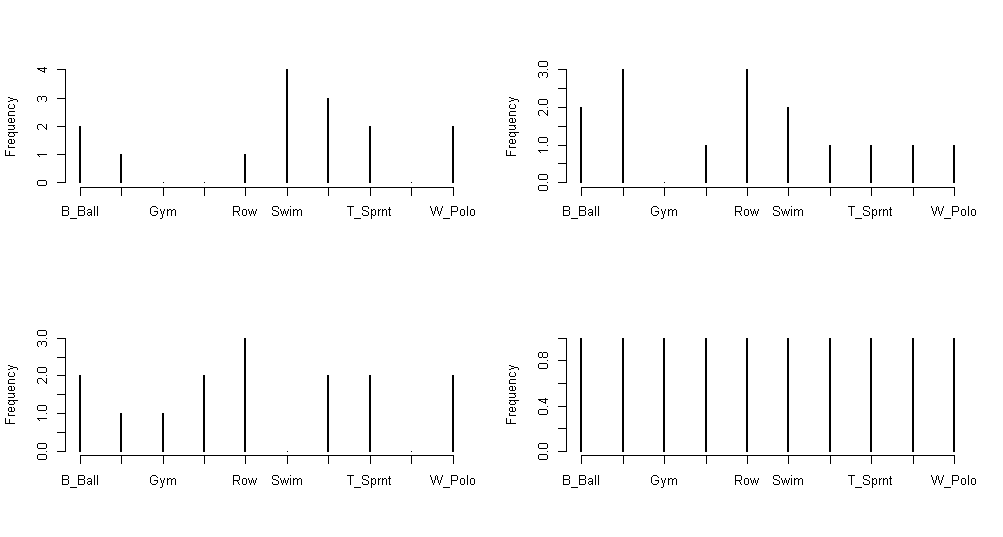 Frequency
4
3
2
1
0
B_Ball Gym Row Swim T_Sprnt W_Polo
Frequency
3.0
2.0
1.0
0.0
B_Ball Gym Row Swim T_Sprnt W_Polo
Frequency
3.0
2.0
1.0
0.0
B_Ball Gym Row Swim T_Sprnt W_Polo
Frequency
0.8
0.4
0.0
B_Ball Gym Row Swim T_Sprnt W_Polo